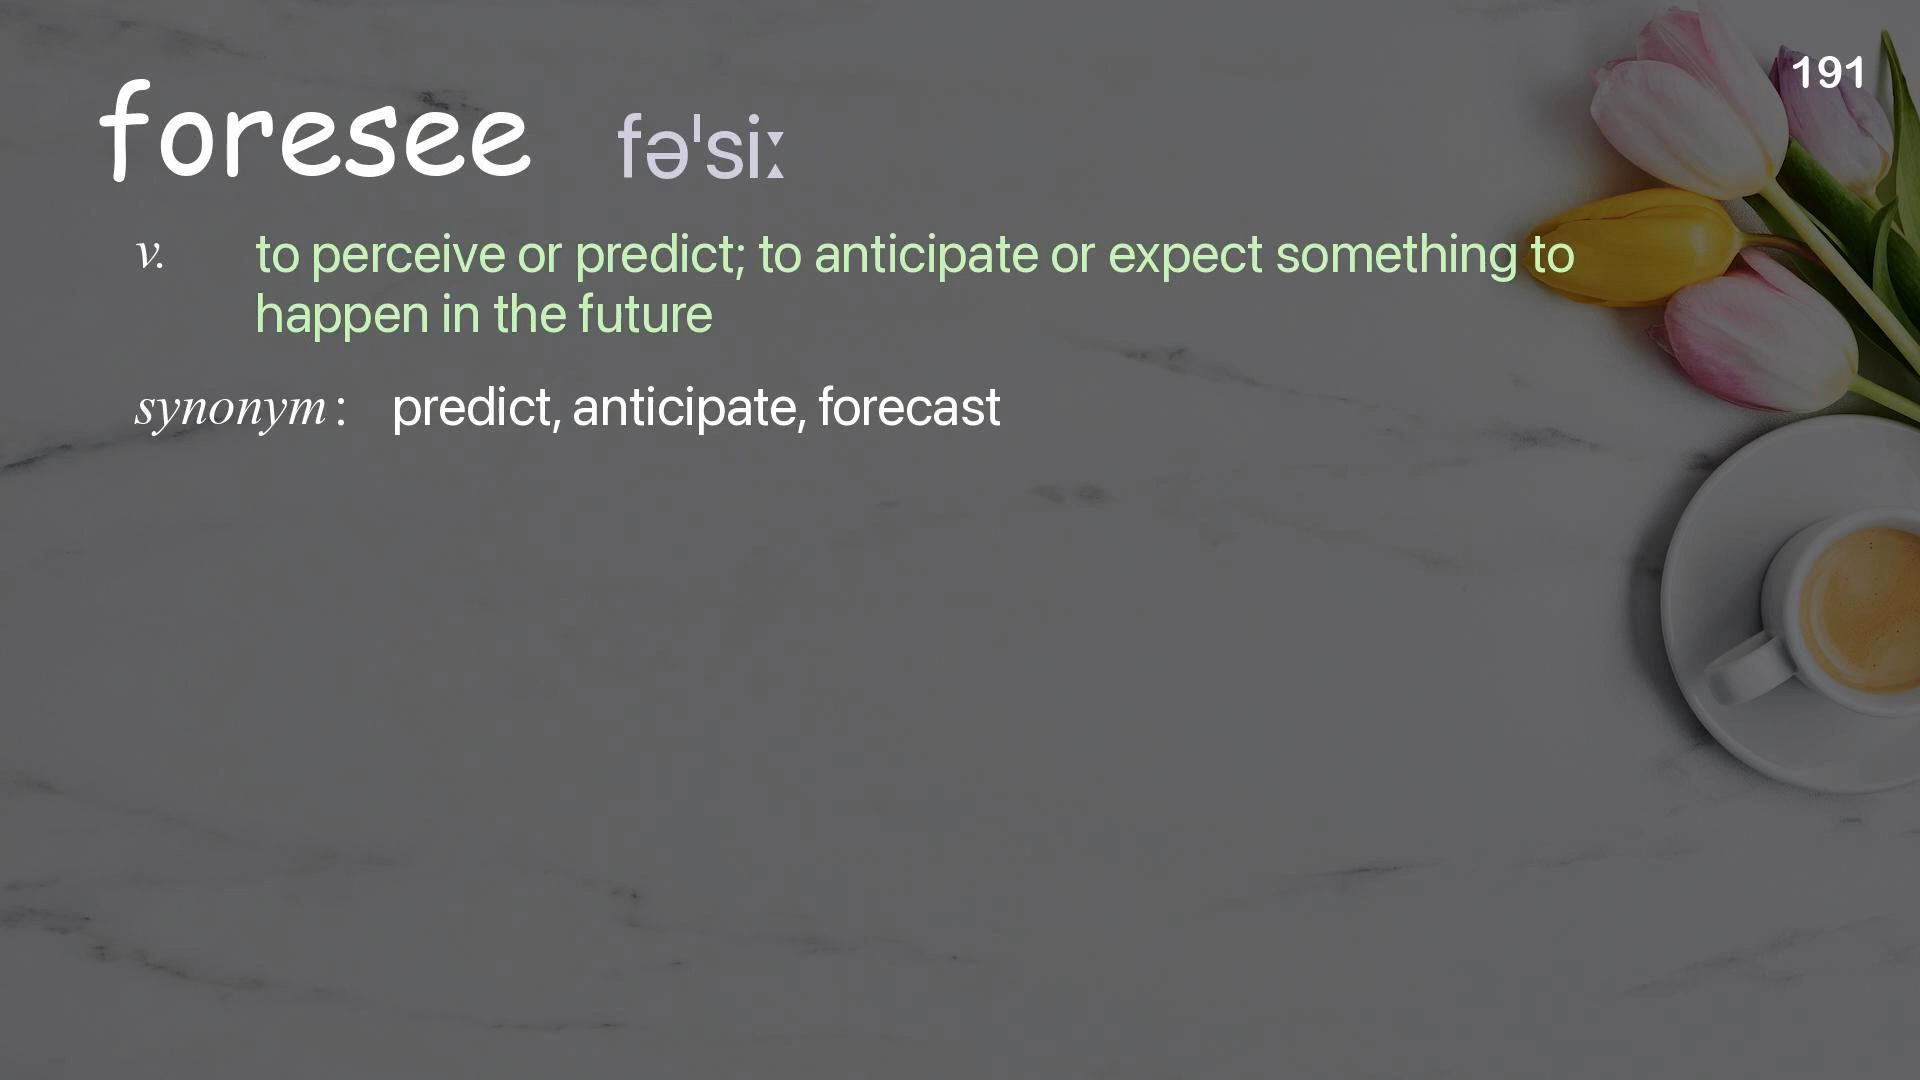 191
foresee fəˈsiː
v. to perceive or predict; to anticipate or expect something to
happen in the future
synonym: predict, anticipate, forecast